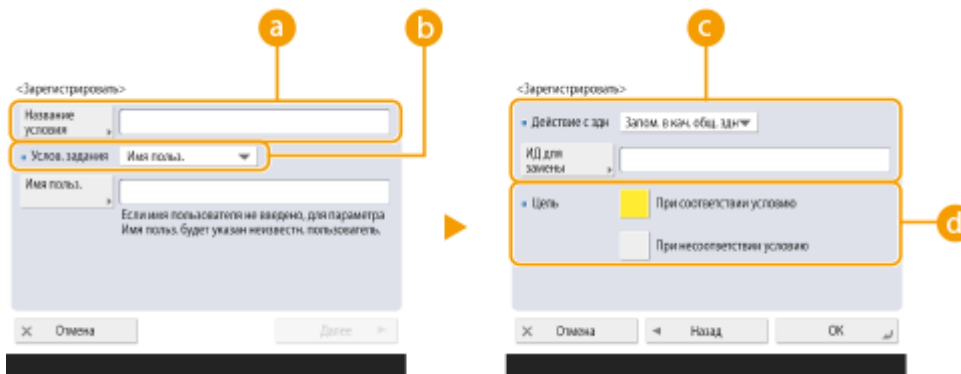 a
b
<Зарегистрировать>
Название
условия
Услов. задания Имя польз.
Имя польз.
Если имя пользователя не введено, для параметра
Имя польз. будет указан неизвестн. пользователь.
Отмена Далее
c
<Зарегистрировать>
Действие с здн Запом. в кач. общ. здн
ИД для
замены
d
Цель При соответствии условию
При несоответствии условию
Отмена Назад OK